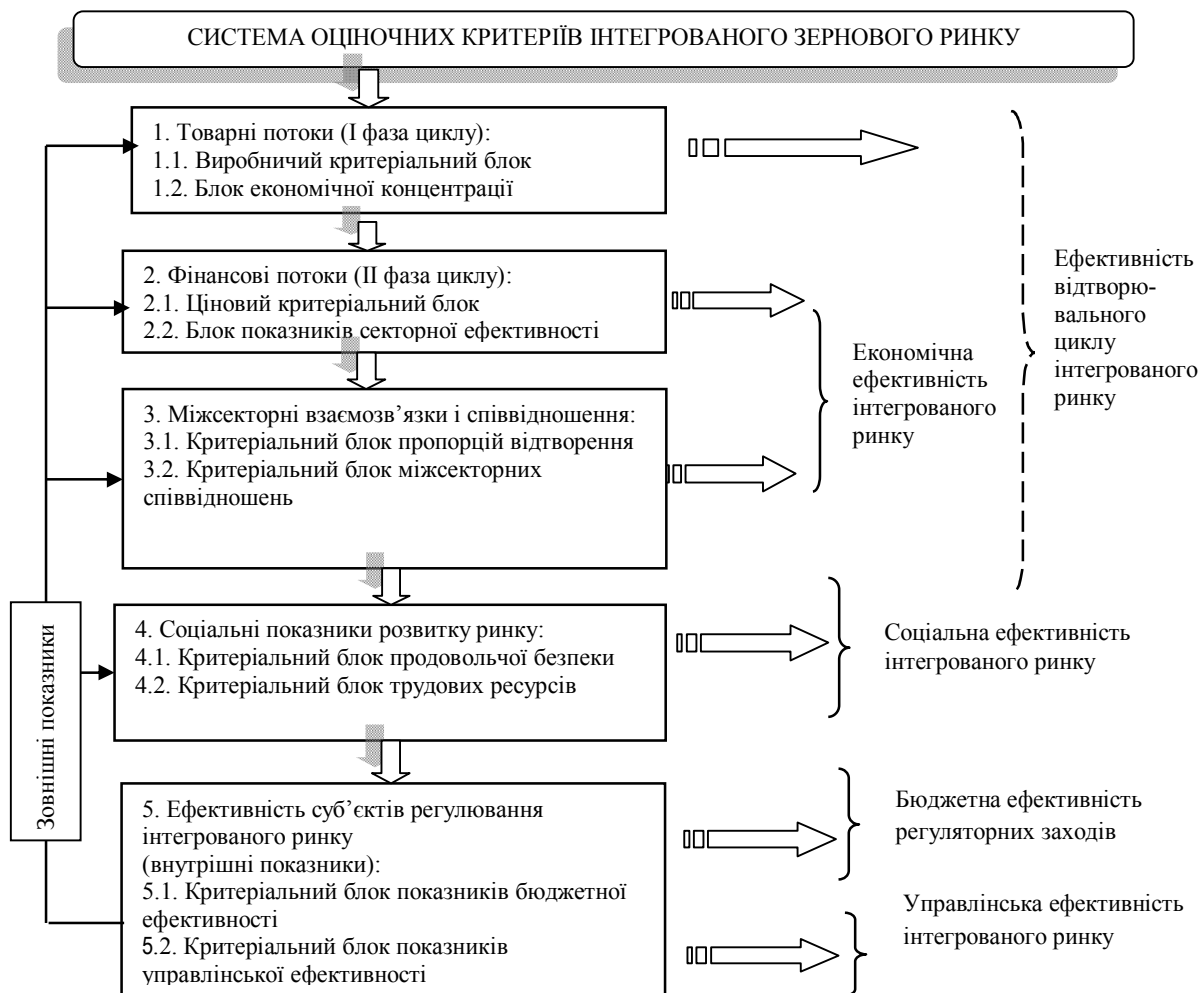 СИСТЕМА ОЦІНОЧНИХ КРИТЕРІЇВ ІНТЕГРОВАНОГО ЗЕРНОВОГО РИНКУ
1. Товарні потоки (І фаза циклу):
1.1. Виробничий критеріальний блок
1.2. Блок економічної концентрації
2. Фінансові потоки (ІІ фаза циклу):
2.1. Ціновий критеріальний блок
2.2. Блок показників секторної ефективності
3. Міжсекторні взаємозв’язки і співвідношення:
3.1. Критеріальний блок пропорцій відтворення
3.2. Критеріальний блок міжсекторних
співвідношень
4. Соціальні показники розвитку ринку:
4.1. Критеріальний блок продовольчої безпеки
4.2. Критеріальний блок трудових ресурсів
5. Ефективність суб’єктів регулювання
інтегрованого ринку
(внутрішні показники):
5.1. Критеріальний блок показників бюджетної
ефективності
5.2. Критеріальний блок показників
управлінської ефективності
Зовнішні показники
Економічна
ефективність
інтегрованого
ринку
Ефективність
відтворю-
вального
циклу
інтегрованого
ринку
Соціальна ефективність
інтегрованого ринку
Бюджетна ефективність
регуляторних заходів
Управлінська ефективність
інтегрованого ринку